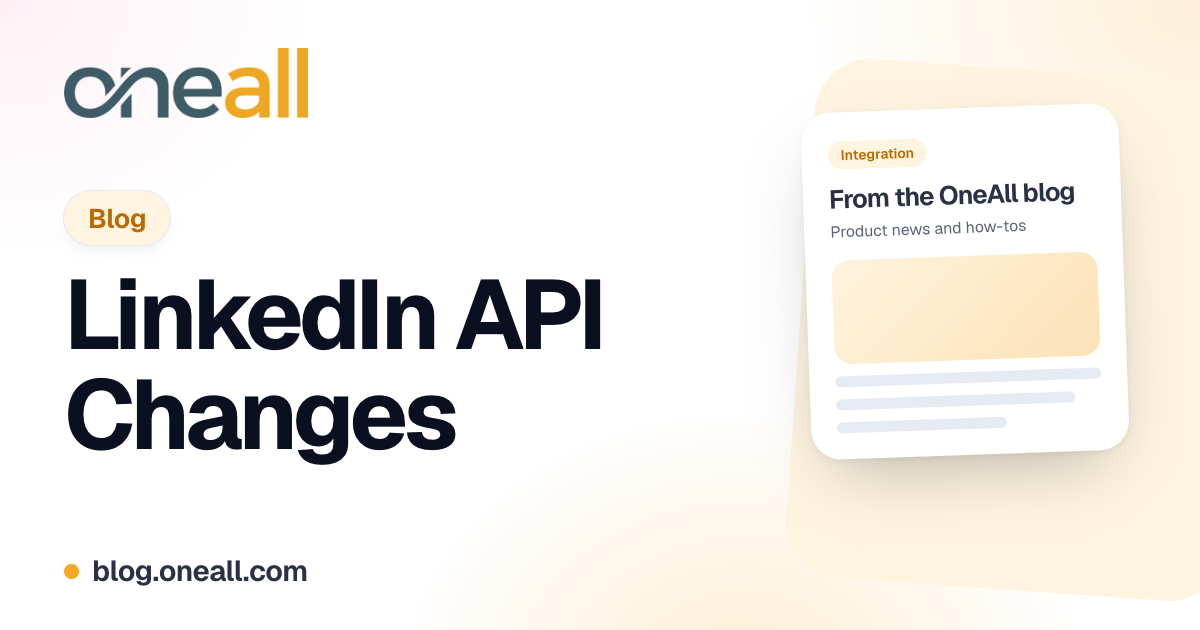 oneall
Blog
LinkedIn API
Changes
blog.oneall.com
Integration
From the OneAll blog
Product news and how-tos